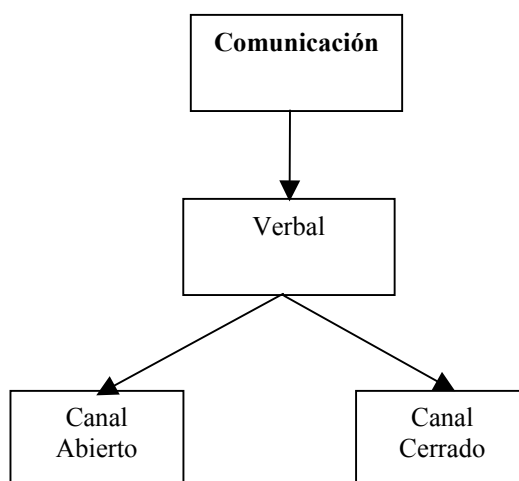 Comunicación
Verbal
Canal
Abierto
Canal
Cerrado